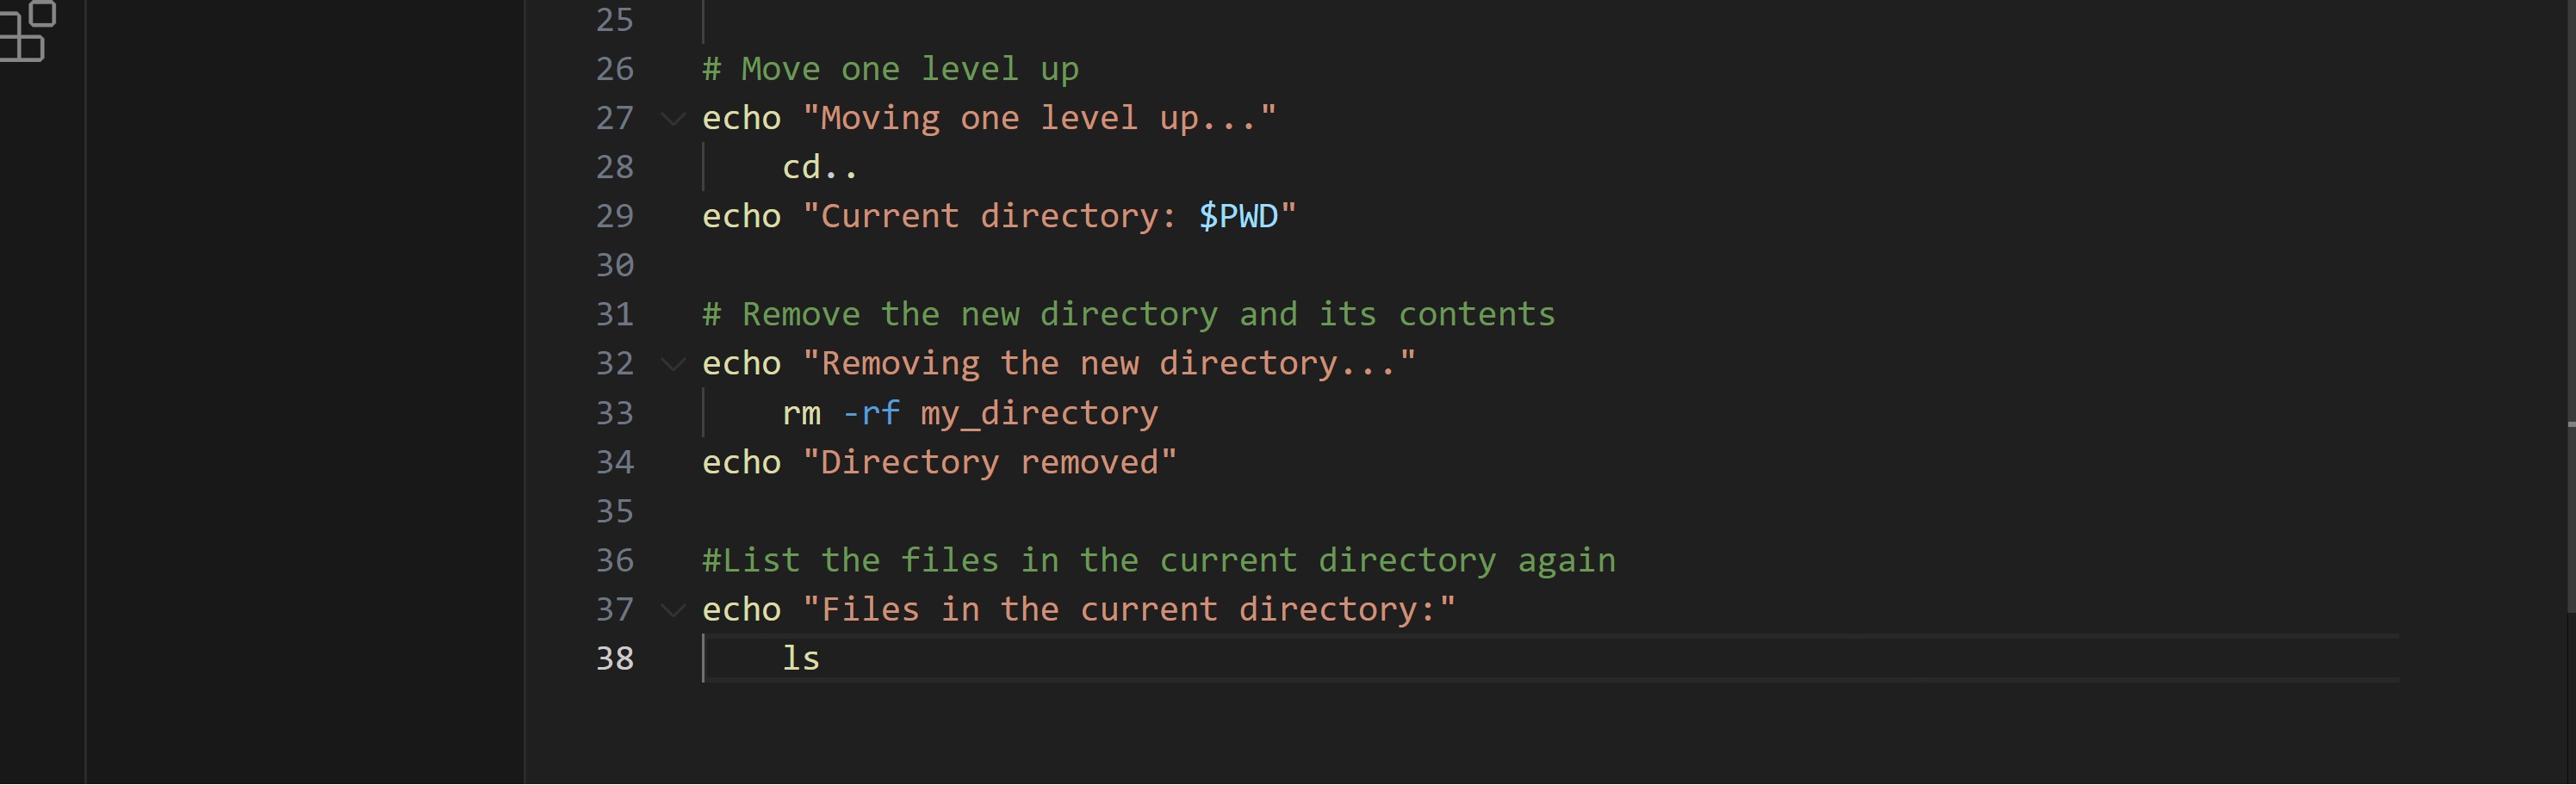 25
26 # Move one level up
27 echo "Moving one level up..."
28     cd..
29 echo "Current directory: $PWD"
30
31 # Remove the new directory and its contents
32 echo "Removing the new directory..."
33     rm -rf my_directory
34 echo "Directory removed"
35
36 #List the files in the current directory again
37 echo "Files in the current directory:"
38     ls